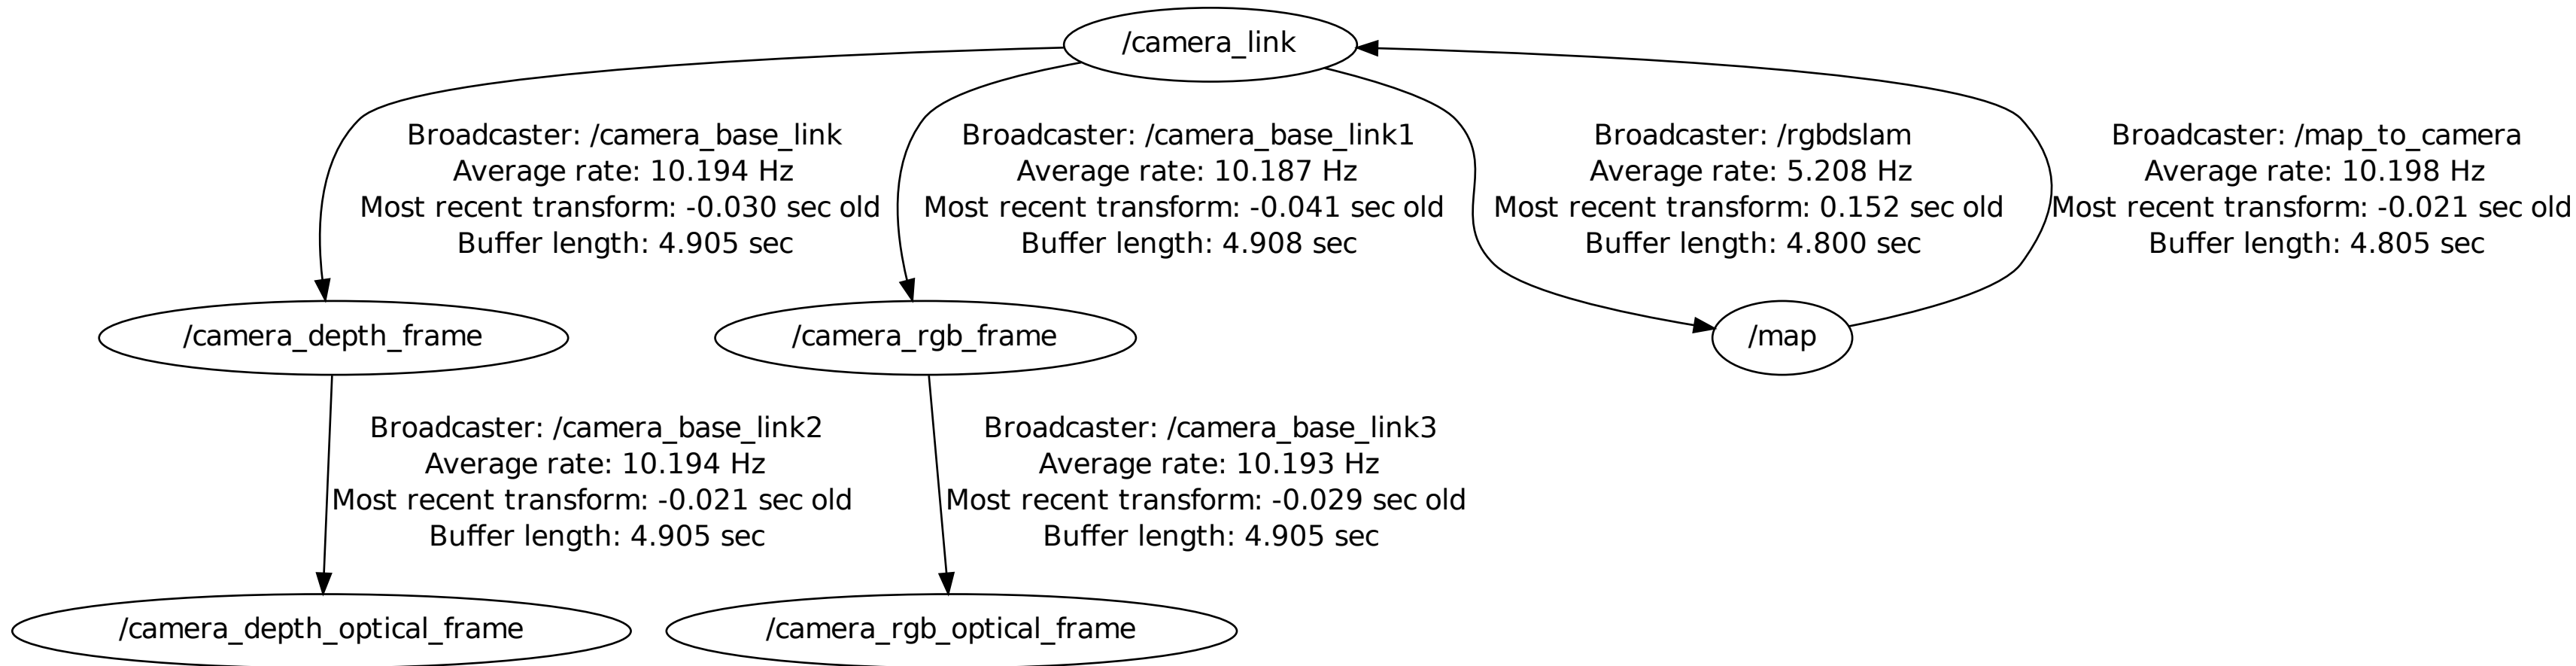 /camera_link
Broadcaster: /camera_base_link
Average rate: 10.194 Hz
Most recent transform: -0.030 sec old
Buffer length: 4.905 sec
Broadcaster: /camera_base_link1
Average rate: 10.187 Hz
Most recent transform: -0.041 sec old
Buffer length: 4.908 sec
Broadcaster: /rgbdslam
Average rate: 5.208 Hz
Most recent transform: 0.152 sec old
Buffer length: 4.800 sec
Broadcaster: /map_to_camera
Average rate: 10.198 Hz
Most recent transform: -0.021 sec old
Buffer length: 4.805 sec
/camera_depth_frame
/camera_rgb_frame
/map
Broadcaster: /camera_base_link2
Average rate: 10.194 Hz
Most recent transform: -0.021 sec old
Buffer length: 4.905 sec
Broadcaster: /camera_base_link3
Average rate: 10.193 Hz
Most recent transform: -0.029 sec old
Buffer length: 4.905 sec
/camera_depth_optical_frame
/camera_rgb_optical_frame